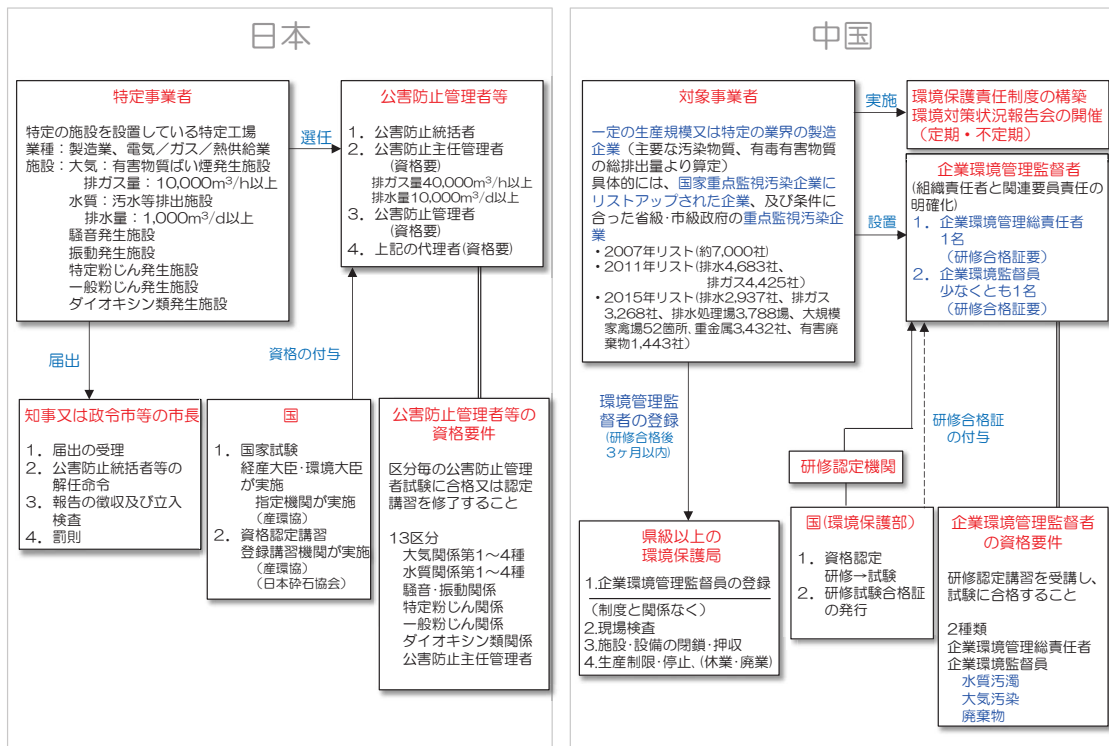 日本
特定事業者
特定の施設を設置している特定工場
業種：製造業、電気／ガス／熱供給業
施設：大気：有害物質ばい煙発生施設
排ガス量：10,000m³/h以上
水質：汚水等排出施設
排水量：1,000m³/d以上
騒音発生施設
振動発生施設
特定粉じん発生施設
一般粉じん発生施設
ダイオキシン類発生施設
選任
公害防止管理者等
1．公害防止統括者
2．公害防止主任管理者
（資格要）
排ガス量40,000m³/h以上
排水量10,000m³/d以上
3．公害防止管理者
（資格要）
4．上記の代理者(資格要)
届出
資格の付与
知事又は政令市等の市長
1．届出の受理
2．公害防止統括者等の
解任命令
3．報告の徴収及び立入
検査
4．罰則
国
1．国家試験
経産大臣・環境大臣
が実施
指定機関が実施
（産環協）
2．資格認定講習
登録講習機関が実施
（産環協）
（日本砕石協会）
公害防止管理者等の
資格要件
区分毎の公害防止管理
者試験に合格又は認定
講習を修了すること
13区分
大気関係第1～4種
水質関係第1～4種
騒音・振動関係
特定粉じん関係
一般粉じん関係
ダイオキシン類関係
公害防止主任管理者
中国
対象事業者
一定の生産規模又は特定の業界の製造
企業（主要な汚染物質、有毒有害物質
の総排出量より算定）
具体的には、国家重点監視汚染企業に
リストアップされた企業、及び条件に
合った省級・市級政府の重点監視汚染企
業
・2007年リスト(約7,000社)
・2011年リスト(排水4,683社、
排ガス4,425社)
・2015年リスト(排水2,937社、排ガス
3,268社、排水処理場3,788場、大規模
家禽場52箇所、重金属3,432社、有害廃
棄物1,443社)
実施
環境保護責任制度の構築
環境対策状況報告会の開催
（定期・不定期）
設置
企業環境管理監督者
(組織責任者と関連要員責任の
明確化)
1．企業環境管理総責任者
1名
（研修合格証要）
2．企業環境監督員
少なくとも1名
（研修合格証要）
環境管理監
督者の登録
(研修合格後
3ヶ月以内)
研修認定機関
研修合格証
の付与
県級以上の
環境保護局
1.企業環境管理監督員の登録
（制度と関係なく）
2.現場検査
3.施設・設備の閉鎖・押収
4.生産制限・停止、(休業・廃業)
国(環境保護部)
1．資格認定
研修→試験
2．研修試験合格証
の発行
企業環境管理監督者
の資格要件
研修認定講習を受講し、
試験に合格すること
2種類
企業環境管理総責任者
企業環境監督員
水質汚濁
大気汚染
廃棄物